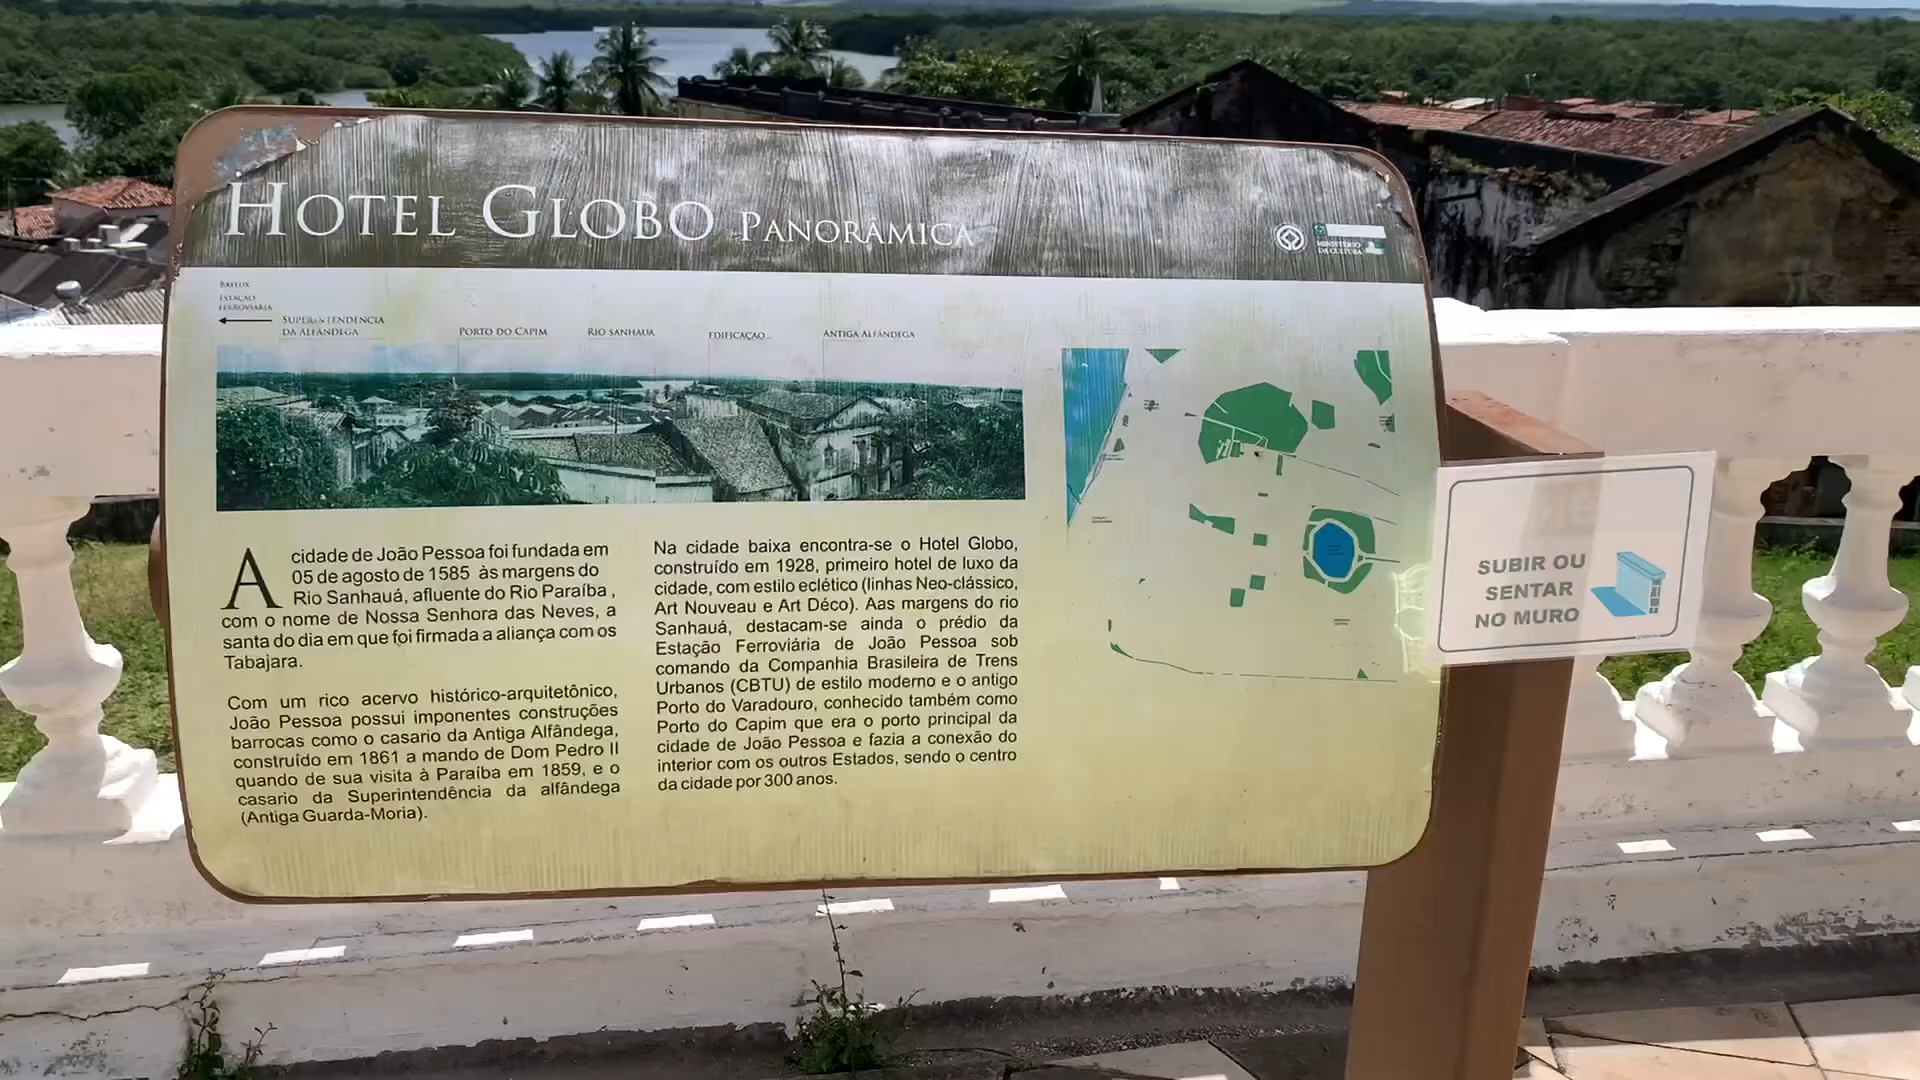 HOTEL GLOBO PANORÂMICA
MINISTÉRIO
DA CULTURA
BAYEUX
ESTAÇÃO
FERROVIÁRIA
SUPERINTENDÊNCIA
DA ALFÂNDEGA
PORTO DO CAPIM
RIO SANHAUÁ
EDIFICAÇÃO
ANTIGA ALFÂNDEGA
A cidade de João Pessoa foi fundada em
05 de agosto de 1585 às margens do
Rio Sanhauá, afluente do Rio Paraíba ,
com o nome de Nossa Senhora das Neves, a
santa do dia em que foi firmada a aliança com os
Tabajara.
Com um rico acervo histórico-arquitetônico,
João Pessoa possui imponentes construções
barrocas como o casario da Antiga Alfândega,
construído em 1861 a mando de Dom Pedro II
quando de sua visita à Paraíba em 1859, e o
casario da Superintendência da alfândega
(Antiga Guarda-Moria).
Na cidade baixa encontra-se o Hotel Globo,
construído em 1928, primeiro hotel de luxo da
cidade, com estilo eclético (linhas Neo-clássico,
Art Nouveau e Art Déco). Aas margens do rio
Sanhauá, destacam-se ainda o prédio da
Estação Ferroviária de João Pessoa sob
comando da Companhia Brasileira de Trens
Urbanos (CBTU) de estilo moderno e o antigo
Porto do Varadouro, conhecido também como
Porto do Capim que era o porto principal da
cidade de João Pessoa e fazia a conexão do
interior com os outros Estados, sendo o centro
da cidade por 300 anos.
SUBIR OU
SENTAR
NO MURO